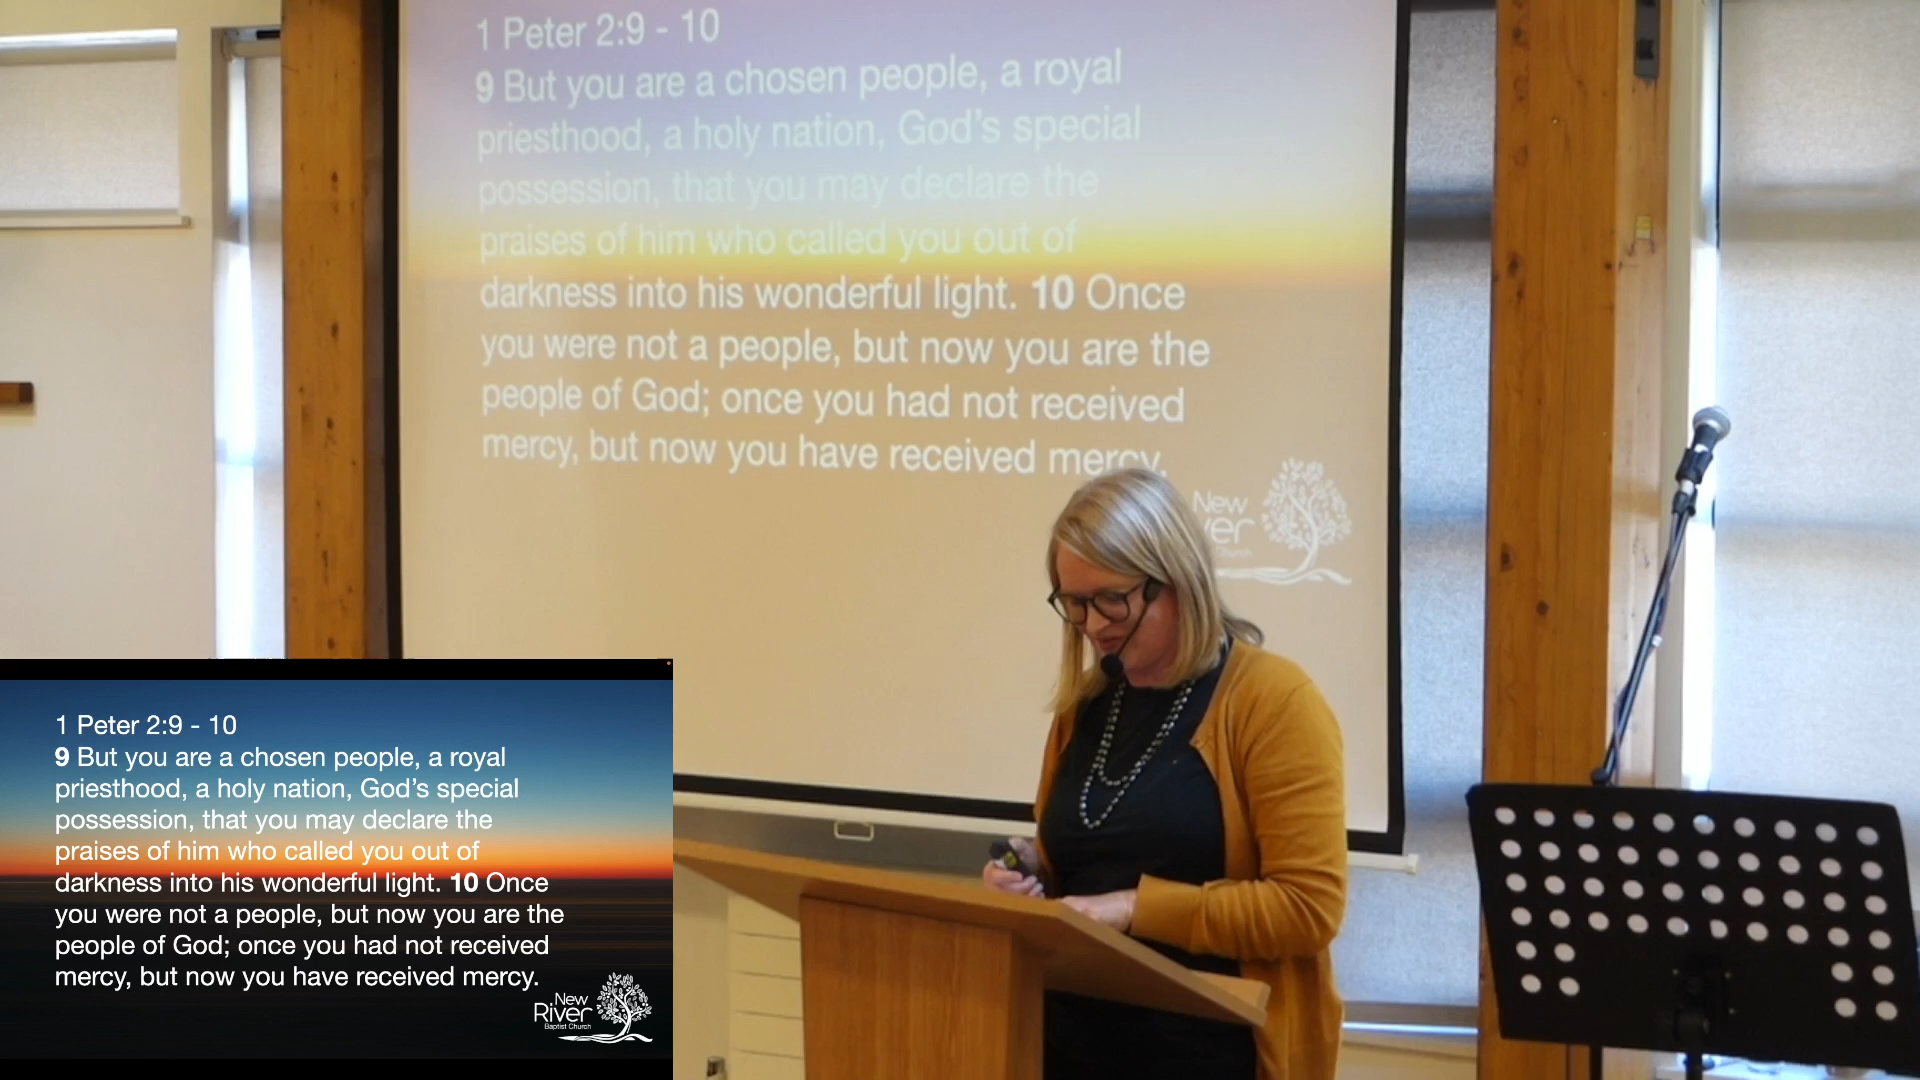 1 Peter 2:9 - 10
9 But you are a chosen people, a royal
priesthood, a holy nation, God's special
possession, that you may declare the
praises of him who called you out of
darkness into his wonderful light. 10 Once
you were not a people, but now you are the
people of God; once you had not received
mercy, but now you have received mercy.
New
er
Church
1 Peter 2:9 - 10
9 But you are a chosen people, a royal
priesthood, a holy nation, God's special
possession, that you may declare the
praises of him who called you out of
darkness into his wonderful light. 10 Once
you were not a people, but now you are the
people of God; once you had not received
mercy, but now you have received mercy.
New
River
Baptist Church